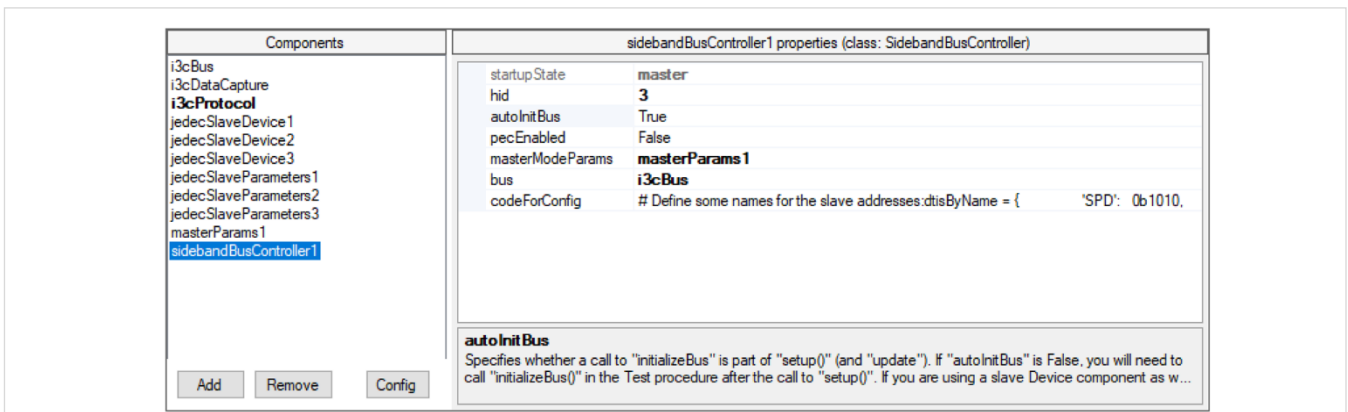 Components
i3cBus
i3cDataCapture
i3cProtocol
jedecSlaveDevice1
jedecSlaveDevice2
jedecSlaveDevice3
jedecSlaveParameters1
jedecSlaveParameters2
jedecSlaveParameters3
masterParams1
sidebandBusController1
Add Remove Config
sidebandBusController1 properties (class: SidebandBusController)
startupState master
hid 3
autoInitBus True
pecEnabled False
masterModeParams masterParams1
bus i3cBus
codeForConfig # Define some names for the slave addresses:dtisByName = { 'SPD': 0b1010,
autoInitBus
Specifies whether a call to "initializeBus" is part of "setup()" (and "update"). If "autoInitBus" is False, you will need to
call "initializeBus()" in the Test procedure after the call to "setup()". If you are using a slave Device component as w...